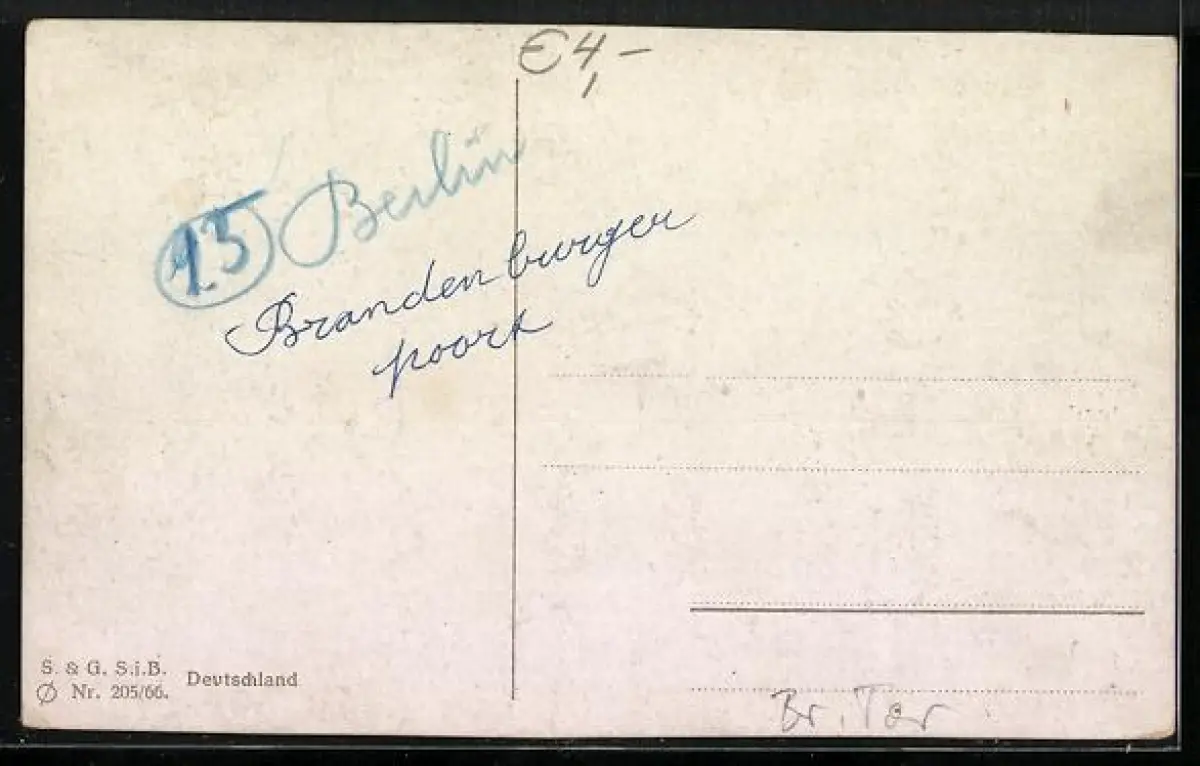 €4,-
15 Berlin
Brandenburger
poort
S. & G. S.i.B.
Nr. 205/66.
Deutschland
Br. Tor